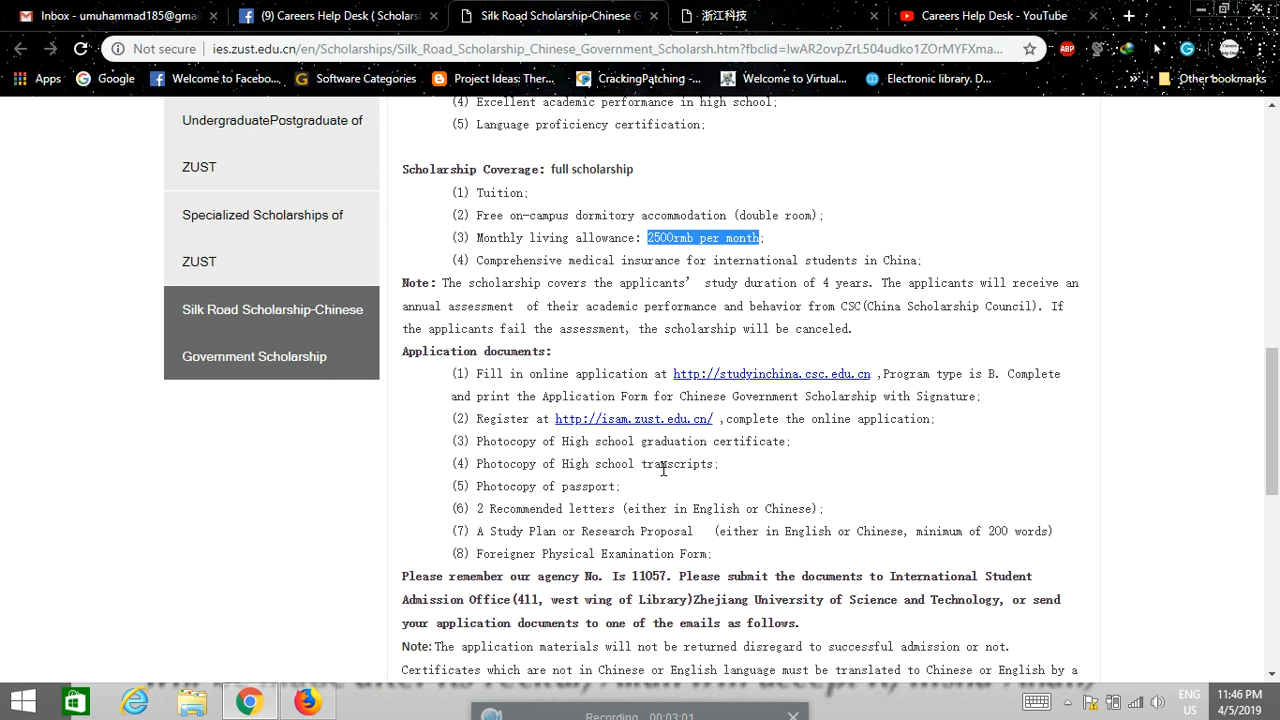 Inbox - umuhammad185@gmai
(9) Careers Help Desk ( Scholars
Silk Road Scholarship-Chinese G
浙江科技
Careers Help Desk - YouTube
Not secure ies.zust.edu.cn/en/Scholarships/Silk_Road_Scholarship_Chinese_Government_Scholarsh.htm?fbclid=IwAR2ovpZrL504udko1ZOrMYFXma...
Apps Google Welcome to Facebo... Software Categories Project Ideas: Ther... CrackingPatching -... Welcome to Virtual... Electronic library. D... » Other bookmarks
(4) Excellent academic performance in high school;
(5) Language proficiency certification;
UndergraduatePostgraduate of
ZUST
Specialized Scholarships of
ZUST
Silk Road Scholarship-Chinese
Government Scholarship
Scholarship Coverage: full scholarship
(1) Tuition;
(2) Free on-campus dormitory accommodation (double room);
(3) Monthly living allowance: 2500rmb per month;
(4) Comprehensive medical insurance for international students in China;
Note: The scholarship covers the applicants’ study duration of 4 years. The applicants will receive an
annual assessment of their academic performance and behavior from CSC(China Scholarship Council). If
the applicants fail the assessment, the scholarship will be canceled.
Application documents:
(1) Fill in online application at http://studyinchina.csc.edu.cn ,Program type is B. Complete
and print the Application Form for Chinese Government Scholarship with Signature;
(2) Register at http://isam.zust.edu.cn/ ,complete the online application;
(3) Photocopy of High school graduation certificate;
(4) Photocopy of High school transcripts;
(5) Photocopy of passport;
(6) 2 Recommended letters (either in English or Chinese);
(7) A Study Plan or Research Proposal (either in English or Chinese, minimum of 200 words)
(8) Foreigner Physical Examination Form;
Please remember our agency No. Is 11057. Please submit the documents to International Student
Admission Office(411, west wing of Library)Zhejiang University of Science and Technology, or send
your application documents to one of the emails as follows.
Note: The application materials will not be returned disregard to successful admission or not.
Certificates which are not in Chinese or English language must be translated to Chinese or English by a
Recording 00:03:01
ENG
US
11:46 PM
4/5/2019